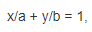 x/a + y/b = 1,